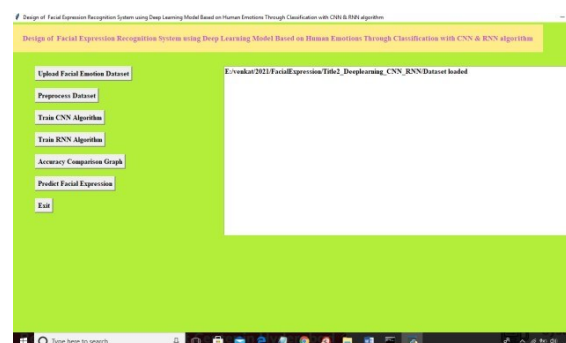 Design of Facial Expression Recognition System using Deep Learning Model Based on Human Emotions Through Classification with CNN & RNN algorithm
Design of Facial Expression Recognition System using Deep Learning Model Based on Human Emotions Through Classification with CNN & RNN algorithm
Upload Facial Emotion Dataset
E:/venkat/2021/FacialExpression/Title2_Deeplearning_CNN_RNN/Dataset loaded
Preprocess Dataset
Train CNN Algorithm
Train RNN Algorithm
Accuracy Comparison Graph
Predict Facial Expression
Exit
Type here to search